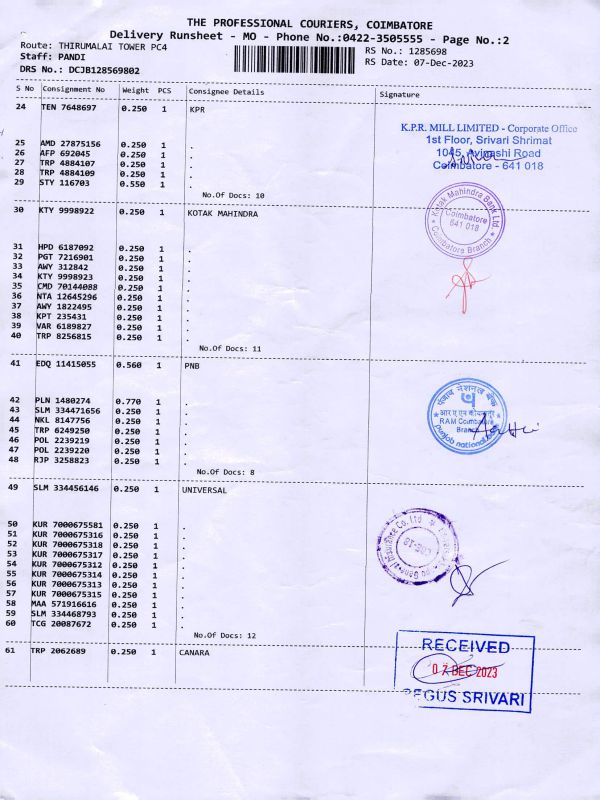 THE PROFESSIONAL COURIERS, COIMBATORE
Delivery Runsheet - MO - Phone No.:0422-3505555 - Page No.:2
Route: THIRUMALAI TOWER PC4
RS No.: 1285698
Staff: PANDI
RS Date: 07-Dec-2023
DRS No.: DCJB128569802
S No Consignment No Weight PCS Consignee Details Signature
24 TEN 7648697 0.250 1 KPR
K.P.R. MILL LIMITED - Corporate Office
1st Floor, Srivari Shrimat
25 AMD 27875156 0.250 1 .
1045, Avinashi Road
26 AFP 692045 0.250 1 .
27 TRP 4884107 0.250 1 .
Coimbatore - 641 018
28 TRP 4884109 0.250 1 .
29 STY 116703 0.550 1 .
No.Of Docs: 10
30 KTY 9998922 0.250 1 KOTAK MAHINDRA
Kotak Mahindra Bank Ltd.
Coimbatore
641 018
Coimbatore Branch
31 HPD 6187092 0.250 1 .
32 PGT 7216901 0.250 1 .
33 AWY 312842 0.250 1 .
34 KTY 9998923 0.250 1 .
35 CMD 70144088 0.250 1 .
36 NTA 12645296 0.250 1 .
37 AWY 1822495 0.250 1 .
38 KPT 235431 0.250 1 .
39 VAR 6189827 0.250 1 .
40 TRP 8256815 0.250 1 .
No.Of Docs: 11
41 EDQ 11415055 0.560 1 PNB
पंजाब नैशनल बैंक
RAM Coimbatore
Branch
punjab national bank
42 PLN 1480274 0.770 1 .
43 SLM 334471656 0.250 1 .
44 NKL 8147756 0.250 1 .
45 TRP 6249250 0.250 1 .
46 POL 2239219 0.250 1 .
47 POL 2239220 0.250 1 .
48 RJP 3258823 0.250 1 .
No.Of Docs: 8
49 SLM 334456146 0.250 1 UNIVERSAL
50 KUR 7000675581 0.250 1 .
51 KUR 7000675316 0.250 1 .
52 KUR 7000675318 0.250 1 .
53 KUR 7000675317 0.250 1 .
54 KUR 7000675312 0.250 1 .
55 KUR 7000675314 0.250 1 .
56 KUR 7000675313 0.250 1 .
57 KUR 7000675315 0.250 1 .
58 MAA 571916616 0.250 1 .
59 SLM 334468793 0.250 1 .
60 TCG 20087672 0.250 1 .
No.Of Docs: 12
61 TRP 2062689 0.250 1 CANARA
RECEIVED
07 DEC 2023
REGUS SRIVARI